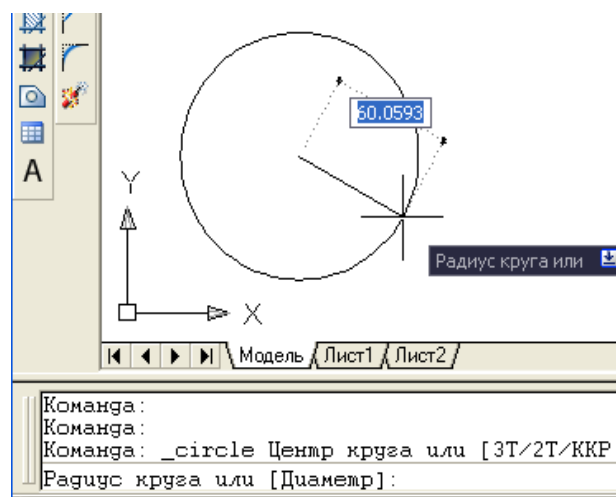 60.0593
A
Y
Радиус круга или
X
Модель Лист1 Лист2
Команда:
Команда:
Команда: _circle Центр круга или [3Т/2Т/ККР
Радиус круга или [Диаметр]: